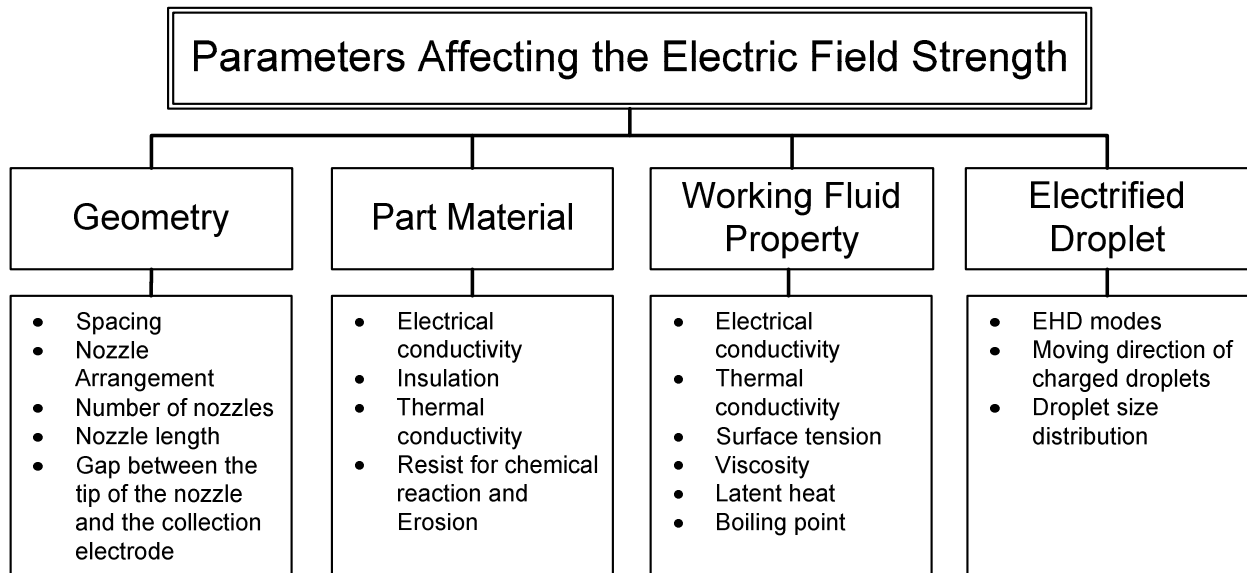 Parameters Affecting the Electric Field Strength
Geometry
• Spacing
• Nozzle
Arrangement
• Number of nozzles
• Nozzle length
• Gap between the
tip of the nozzle
and the collection
electrode
Part Material
• Electrical
conductivity
• Insulation
• Thermal
conductivity
• Resist for chemical
reaction and
Erosion
Working Fluid
Property
• Electrical
conductivity
• Thermal
conductivity
• Surface tension
• Viscosity
• Latent heat
• Boiling point
Electrified
Droplet
• EHD modes
• Moving direction of
charged droplets
• Droplet size
distribution